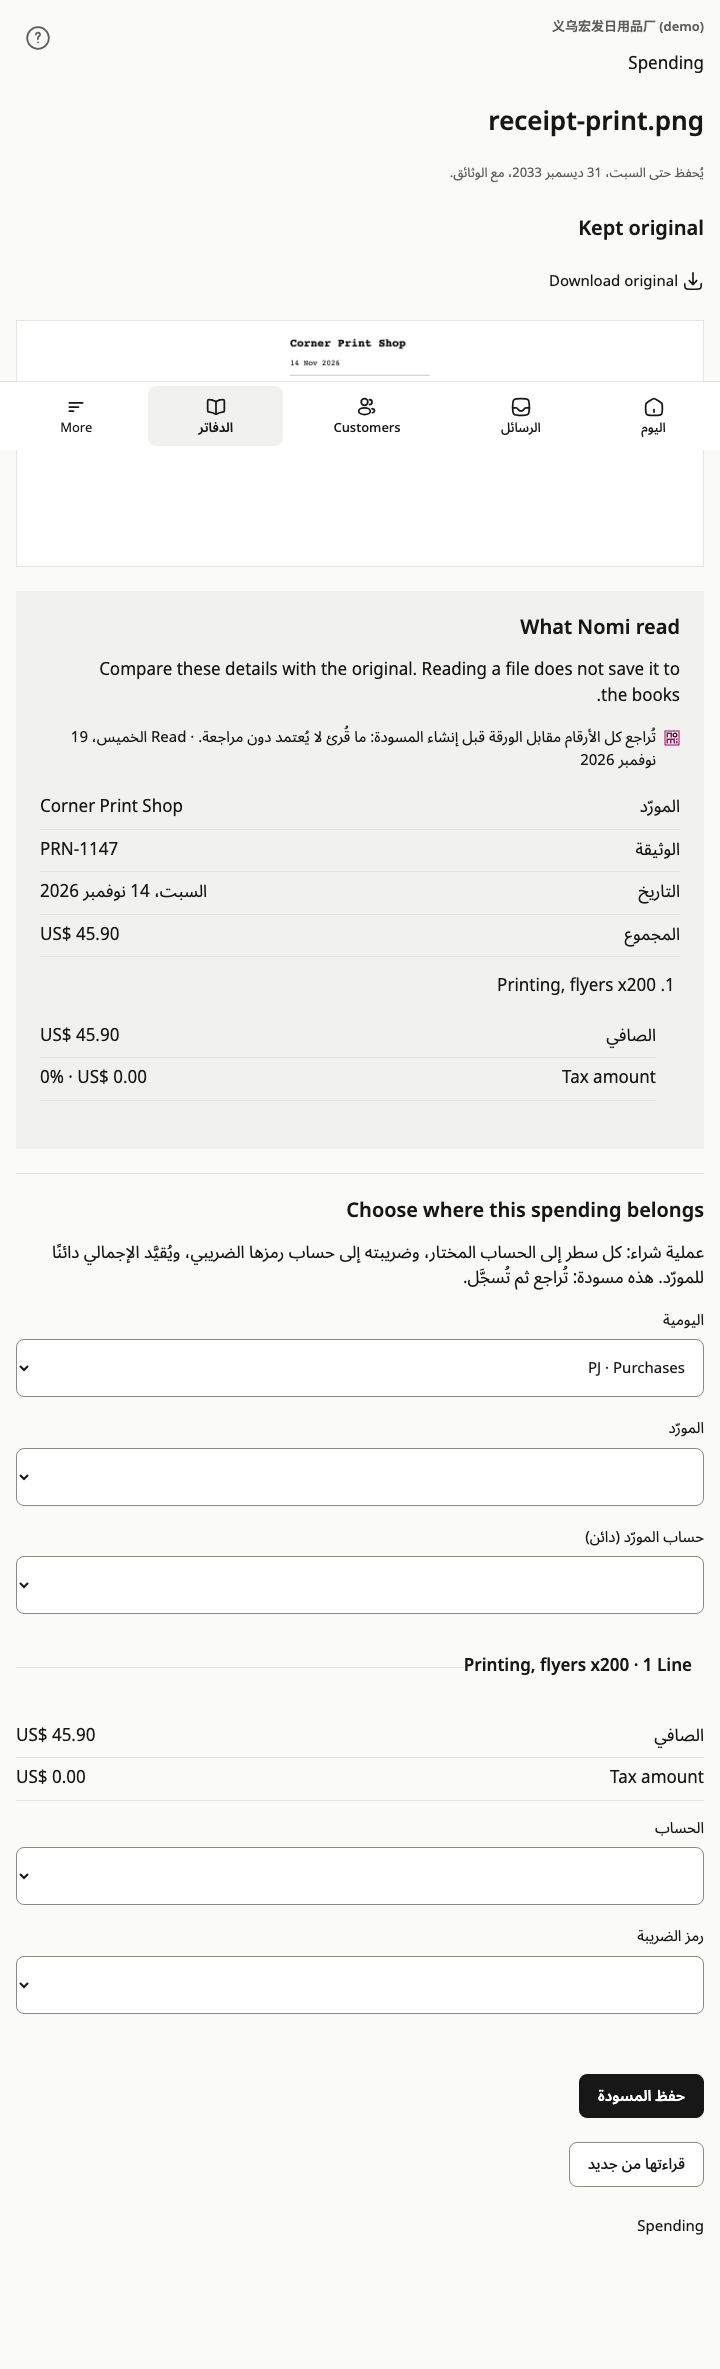 义乌宏发日用品厂 (demo)
Spending
receipt-print.png
يُحفظ حتى السبت، 31 ديسمبر 2033، مع الوثائق.
Kept original
Download original
Corner Print Shop
14 Nov 2026
اليوم
الرسائل
Customers
الدفاتر
More
What Nomi read
Compare these details with the original. Reading a file does not save it to
the books.
تُراجع كل الأرقام مقابل الورقة قبل إنشاء المسودة: ما قُرئ لا يُعتمد دون مراجعة. · Read الخميس، 19
نوفمبر 2026
المورّد Corner Print Shop
الوثيقة PRN-1147
التاريخ السبت، 14 نوفمبر 2026
المجموع US$ 45.90
1. Printing, flyers x200
الصافي US$ 45.90
Tax amount 0% · US$ 0.00
Choose where this spending belongs
عملية شراء: كل سطر إلى الحساب المختار، وضريبته إلى حساب رمزها الضريبي، ويُقيَّد الإجمالي دائنًا
للمورّد. هذه مسودة: تُراجع ثم تُسجَّل.
اليومية
PJ · Purchases
المورّد
حساب المورّد (دائن)
Printing, flyers x200 · 1 Line
الصافي US$ 45.90
Tax amount US$ 0.00
الحساب
رمز الضريبة
حفظ المسودة
قراءتها من جديد
Spending